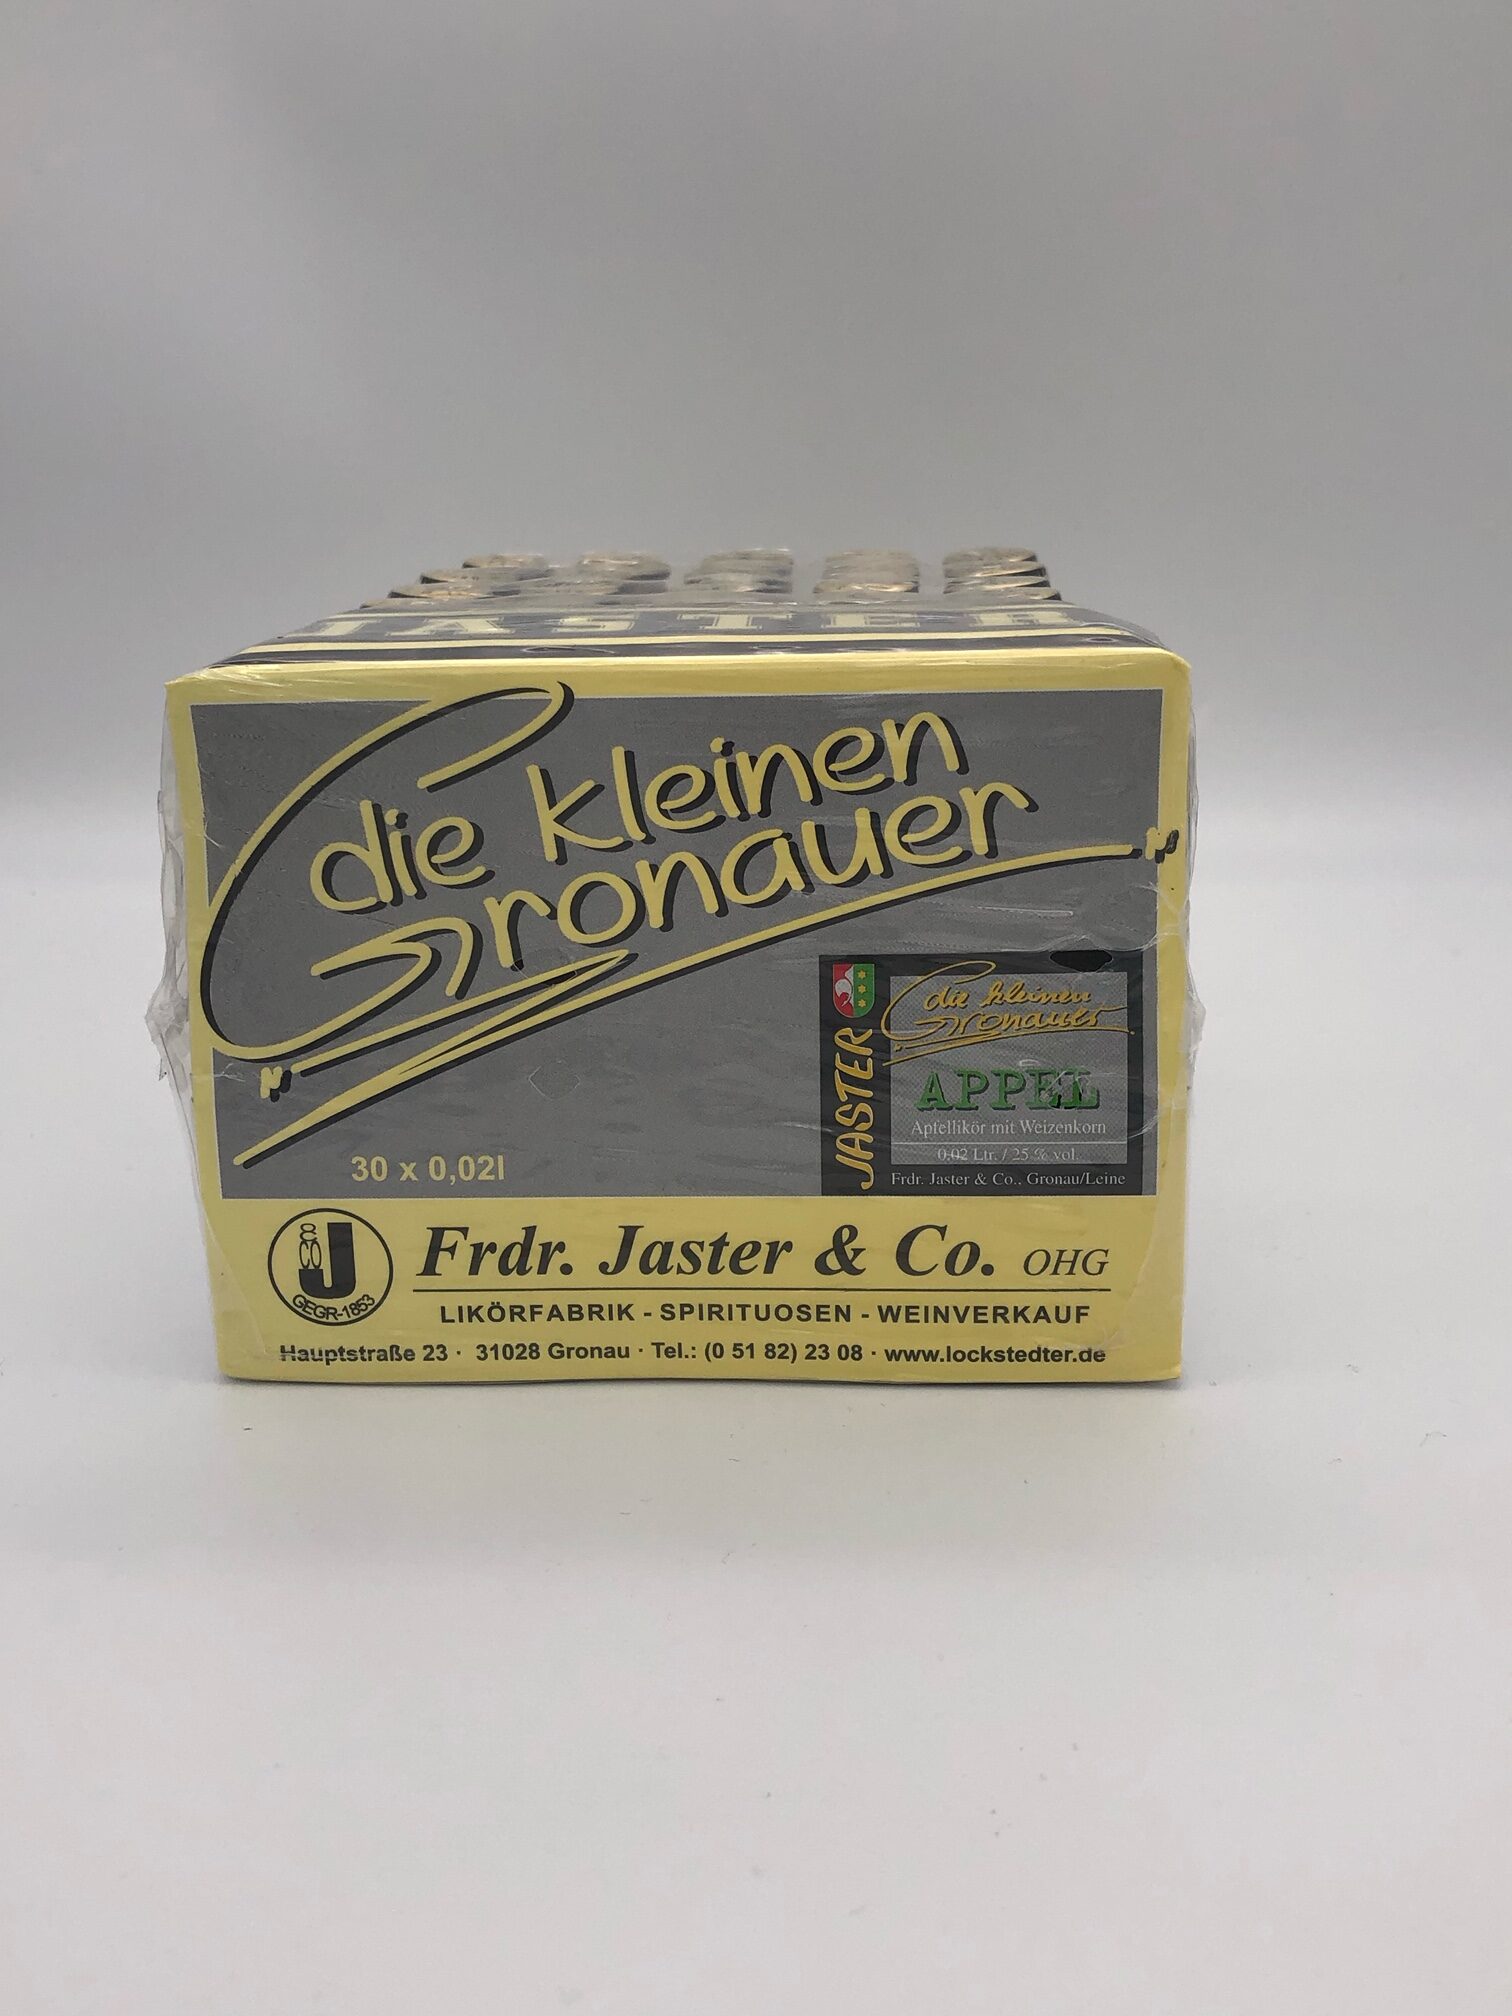 JASTER
die kleinen
Gronauer
die kleinen
Gronauer
JASTER
APPEL
Apfellikör mit Weizenkorn
0,02 Ltr. / 25 % vol.
Frdr. Jaster & Co., Gronau/Leine
30 x 0,02l
& CO J
GEGR-1853
Frdr. Jaster & Co. OHG
LIKÖRFABRIK - SPIRITUOSEN - WEINVERKAUF
Hauptstraße 23 · 31028 Gronau · Tel.: (0 51 82) 23 08 · www.lockstedter.de